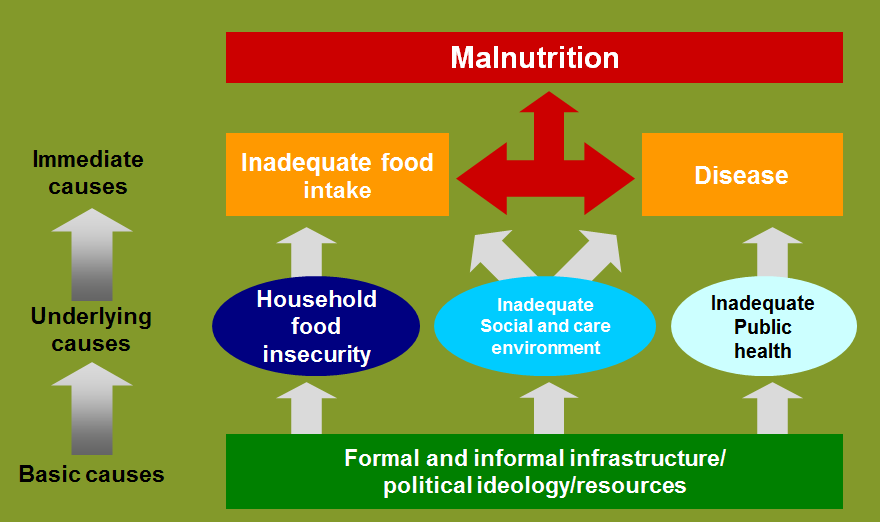 Malnutrition
Immediate
causes
Inadequate food
intake
Disease
Underlying
causes
Household
food
insecurity
Inadequate
Social and care
environment
Inadequate
Public
health
Basic causes
Formal and informal infrastructure/
political ideology/resources